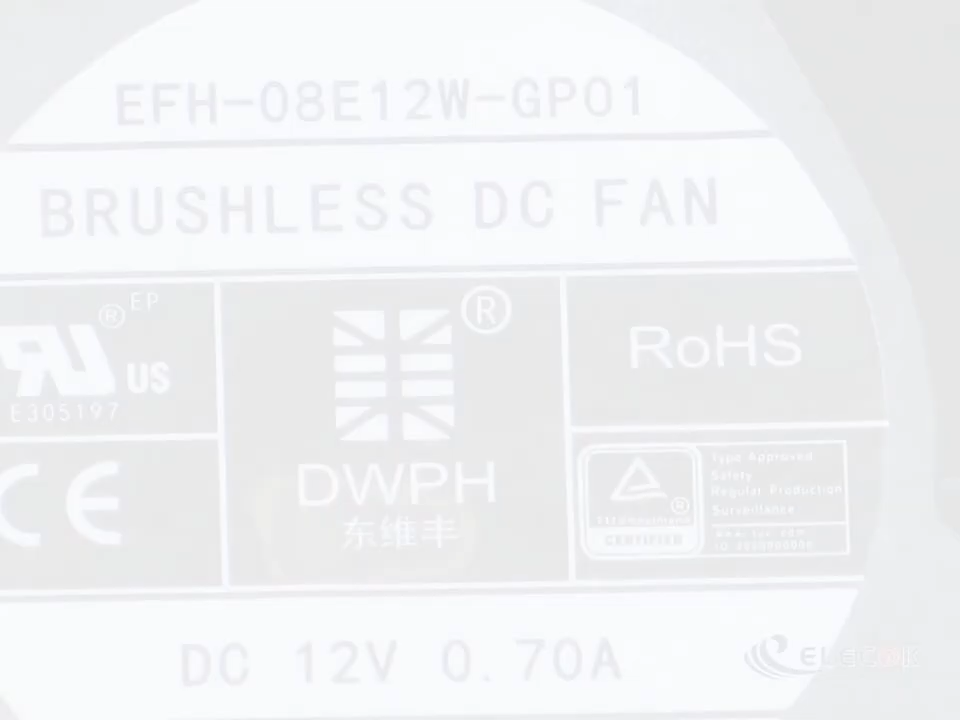 EFH-08E12W-GP01
BRUSHLESS DC FAN
® EP
RU US
E305197
CE
®
DWPH
东维丰
RoHS
Type Approved
Safety
Regular Production
Surveillance
®
CERTIFIED
DC 12V 0.70A